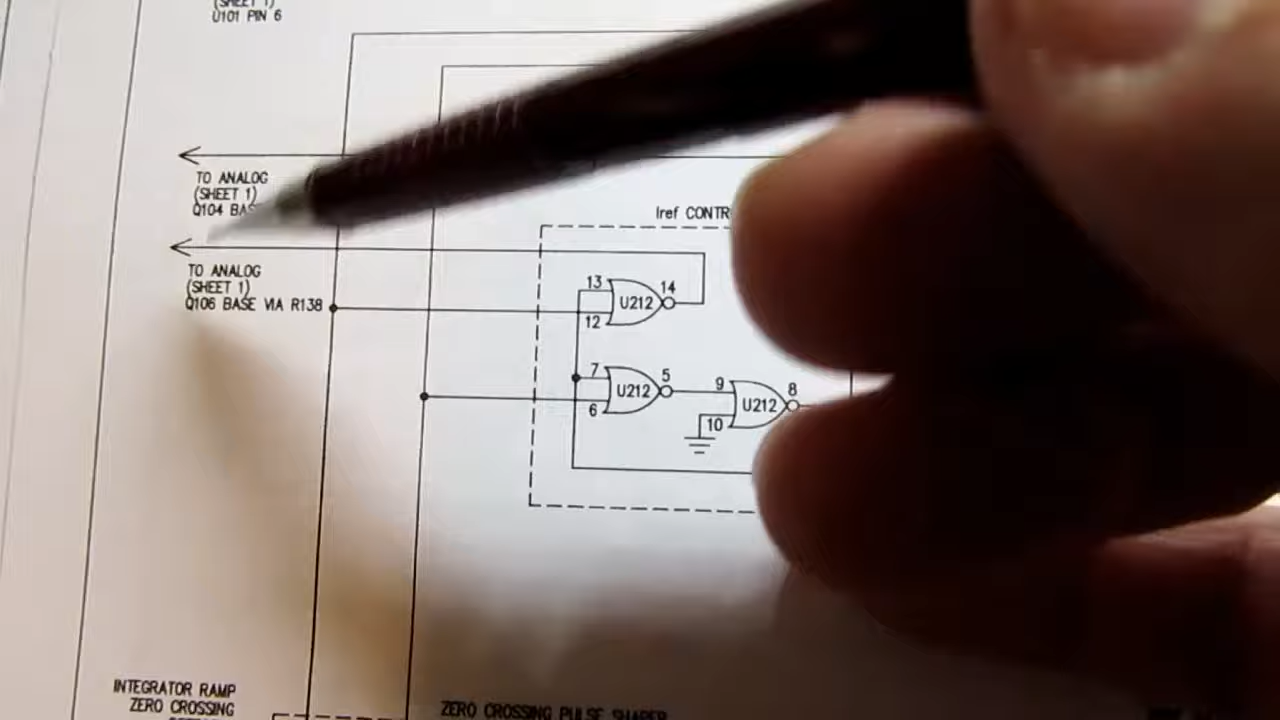 (SHEET 1)
U101 PIN 6
TO ANALOG
(SHEET 1)
Q104
Iref
TO ANALOG
(SHEET 1)
Q106 BASE VIA R138
13
14
U212
12
7
5
U212
6
9
8
U212
10
INTEGRATOR RAMP
ZERO CROSSING
ZERO CROSSING PULSE SHAPER